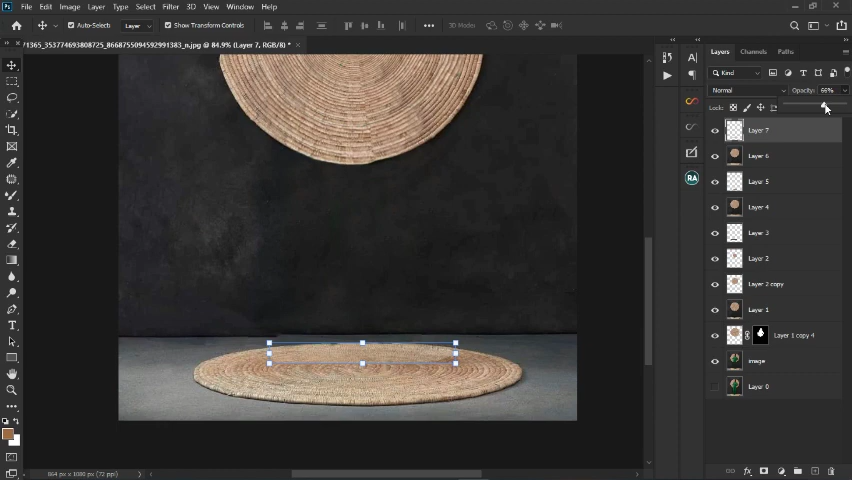 File Edit Image Layer Type Select Filter 3D View Window Help
Auto-Select: Layer Show Transform Controls 3D Mode:
71365_353774693808725_8668755094592991383_n.jpg @ 84.9% (Layer 7, RGB/8) *
Layers Channels Paths
Kind
Normal Opacity: 66%
Lock:
Layer 7
Layer 6
Layer 5
Layer 4
Layer 3
Layer 2
Layer 2 copy
Layer 1
Layer 1 copy 4
image
Layer 0
RA
864 px x 1080 px (72 ppi)